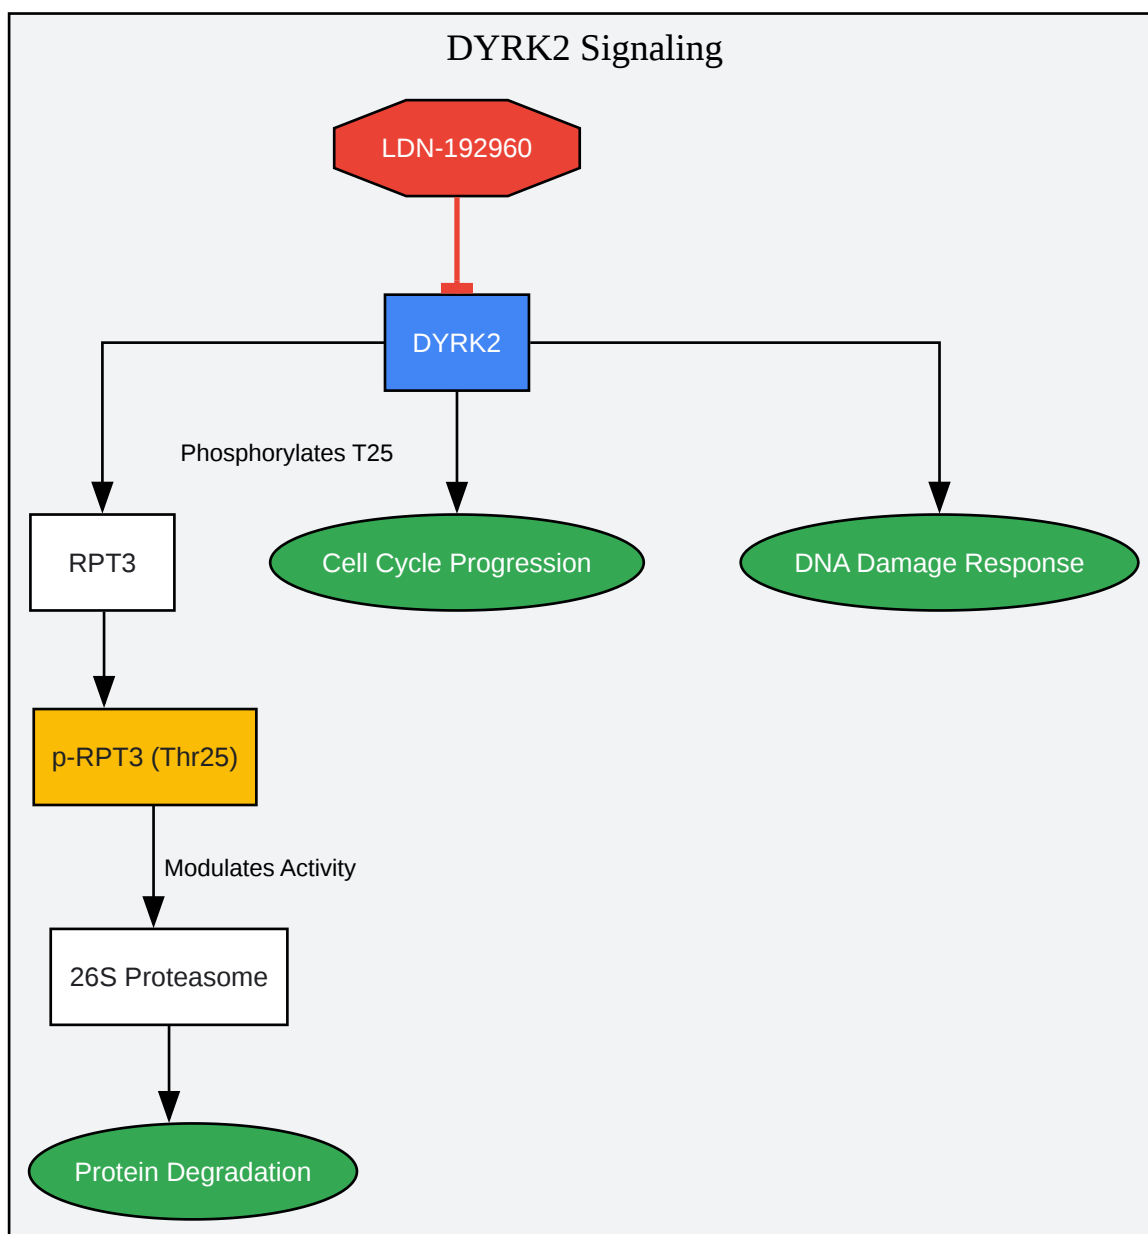 DYRK2 Signaling
LDN-192960
DYRK2
Phosphorylates T25
RPT3
Cell Cycle Progression
DNA Damage Response
p-RPT3 (Thr25)
Modulates Activity
26S Proteasome
Protein Degradation